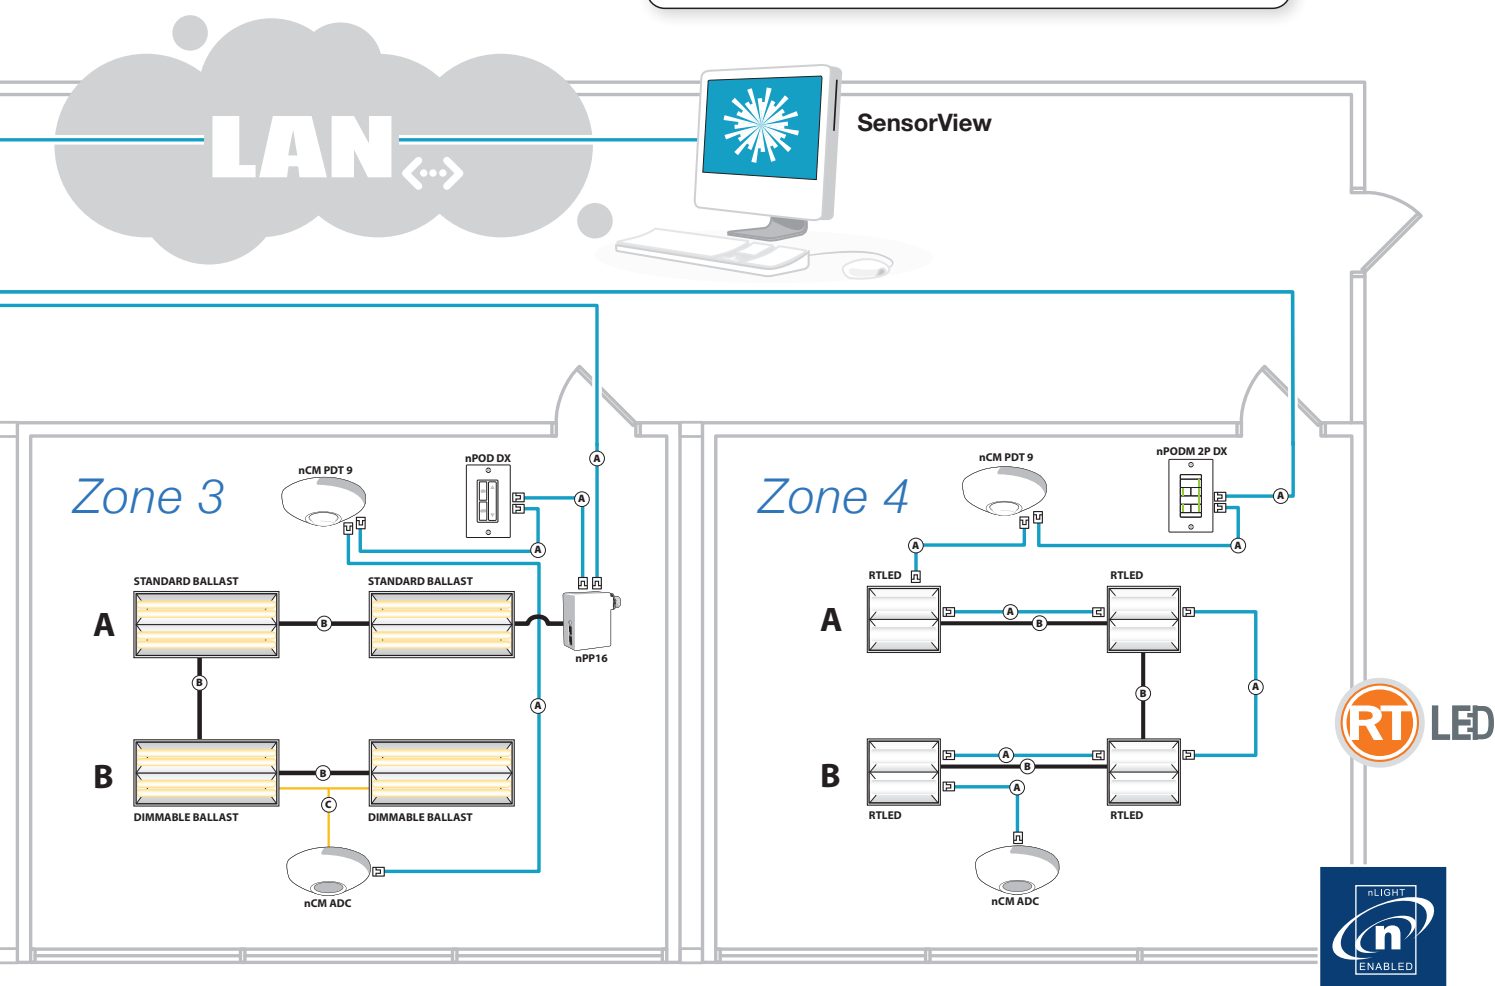 LAN
SensorView
Zone 3
nCM PDT 9
nPOD DX
A
A
A
STANDARD BALLAST
STANDARD BALLAST
A
B
nPP16
B
A
B
B
C
DIMMABLE BALLAST
DIMMABLE BALLAST
nCM ADC
Zone 4
nCM PDT 9
nPODM 2P DX
A
A
A
RTLED
RTLED
A
A
B
B
A
A
B
B
A
RTLED
RTLED
nCM ADC
RT LED
nLIGHT
n
ENABLED